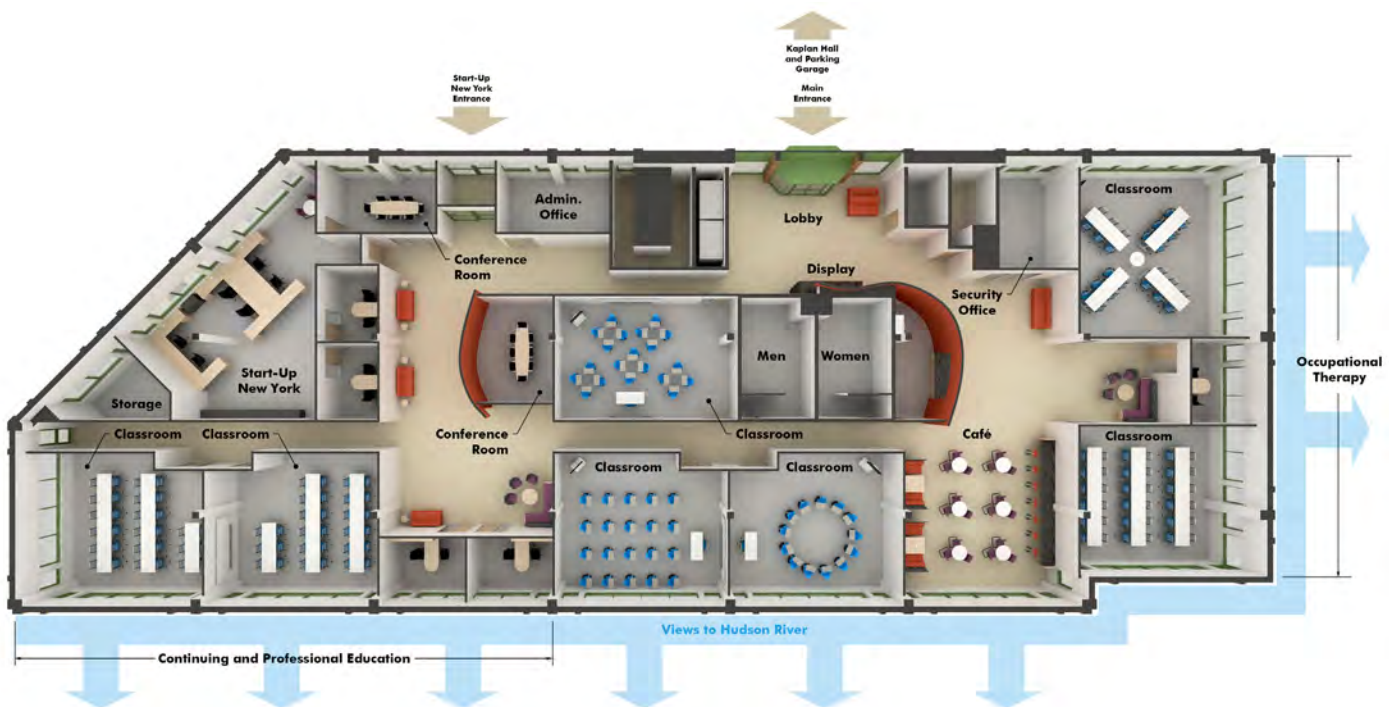 Kaplan Hall
and Parking
Garage
Start-Up
New York
Entrance
Main
Entrance
Admin.
Office
Classroom
Lobby
Conference
Room
Display
Security
Office
Men
Women
Start-Up
New York
Occupational
Therapy
Storage
Classroom
Classroom
Conference
Room
Classroom
Café
Classroom
Classroom
Classroom
Views to Hudson River
Continuing and Professional Education